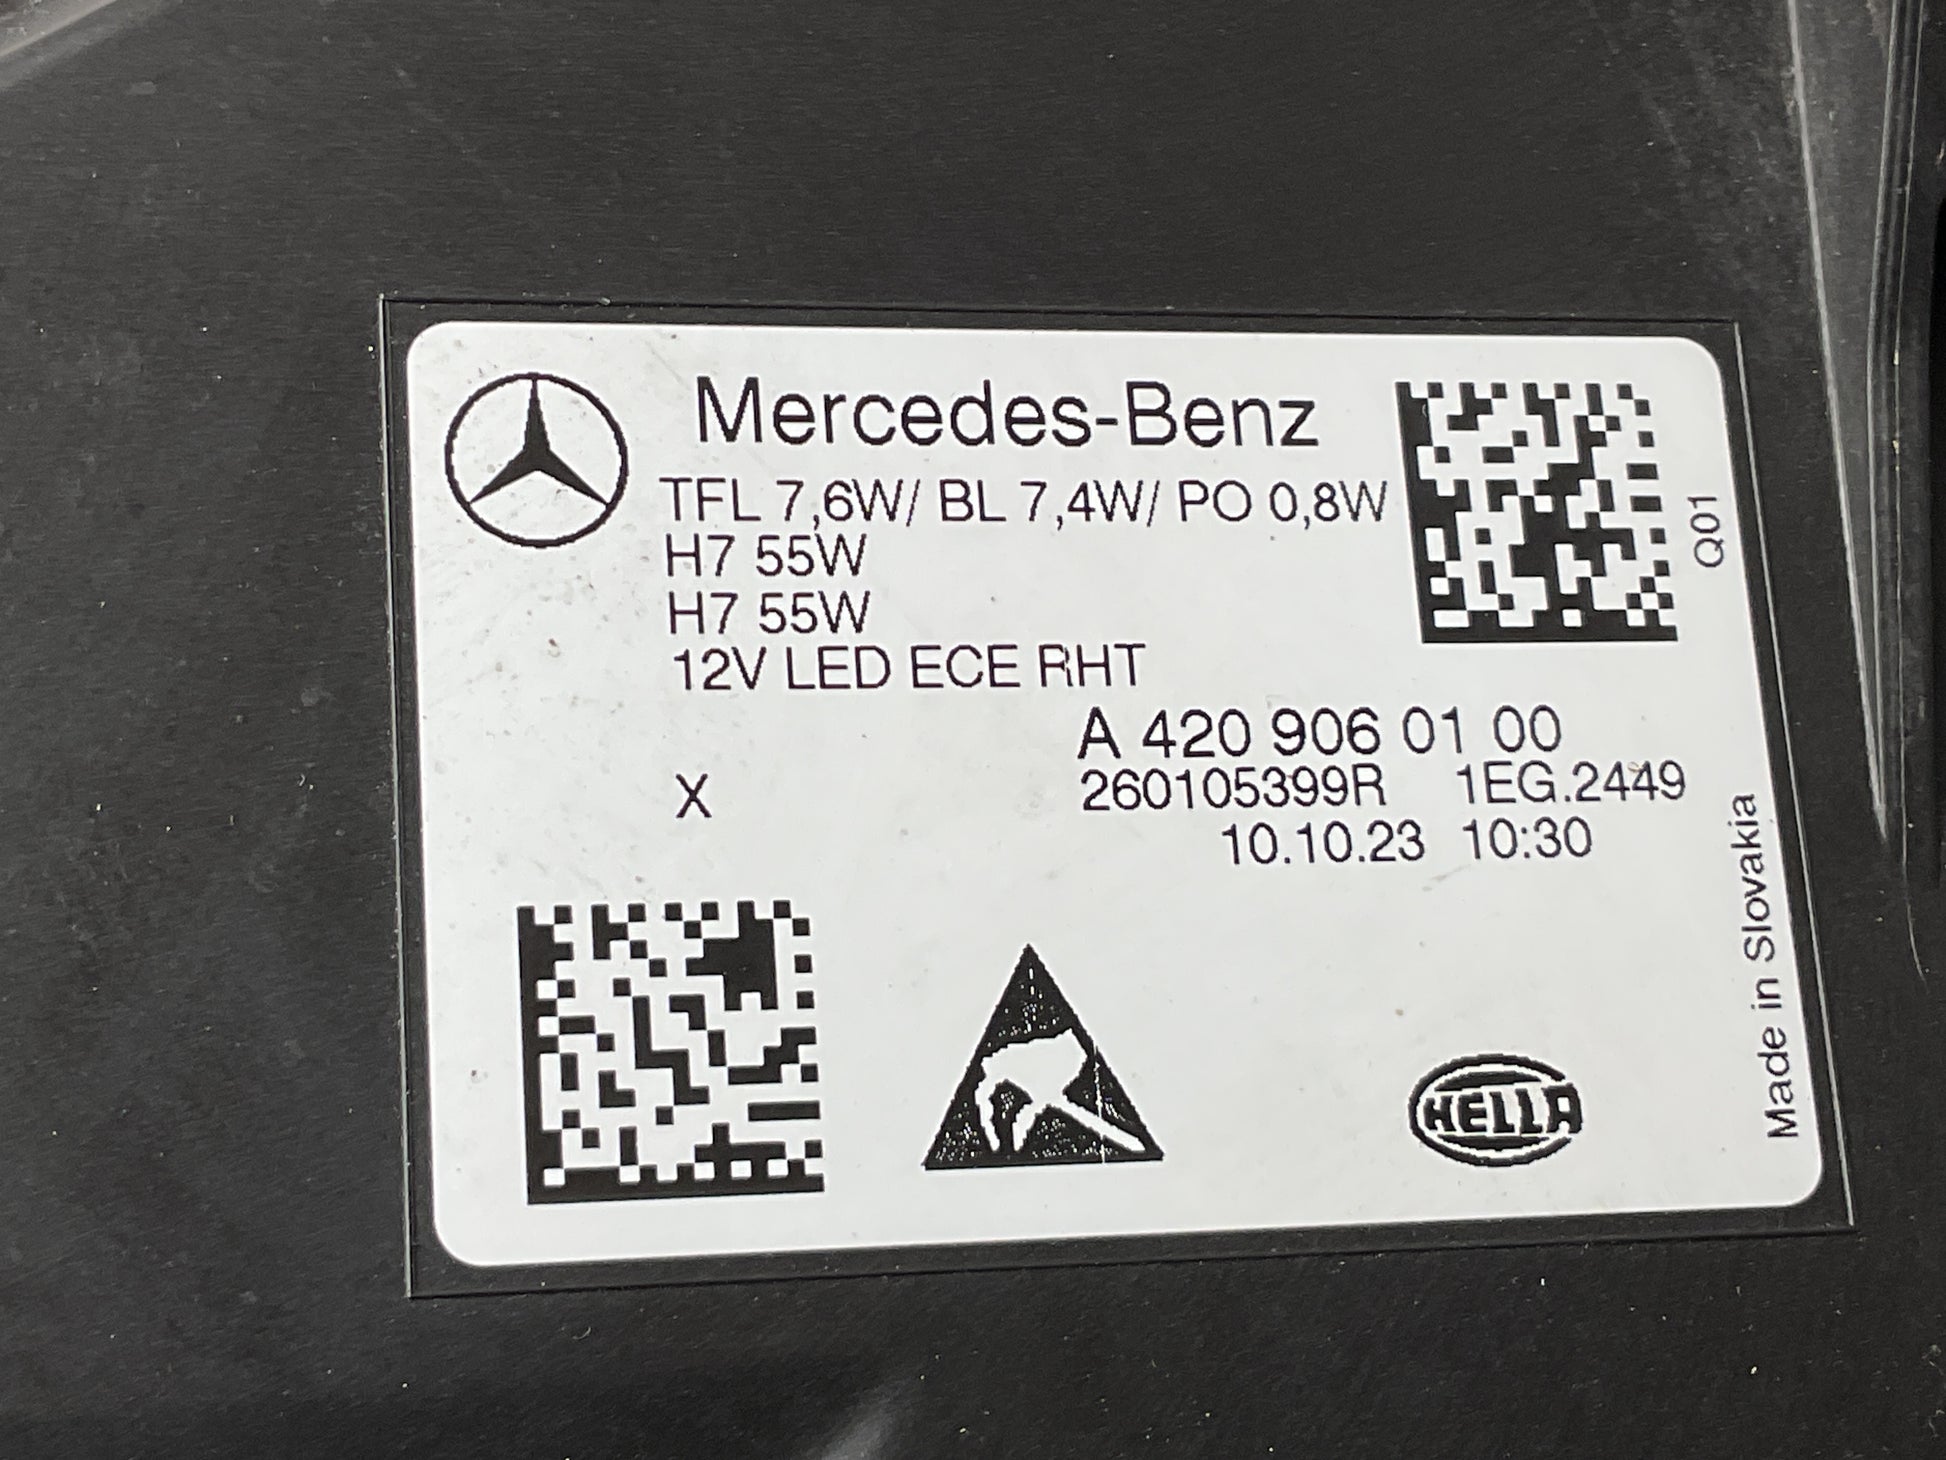 Mercedes-Benz
TFL 7,6W/ BL 7,4W/ PO 0,8W
H7 55W
H7 55W
12V LED ECE RHT
Q01
A 420 906 01 00
260105399R 1EG.2449
X
10.10.23 10:30
Made in Slovakia
HELLA